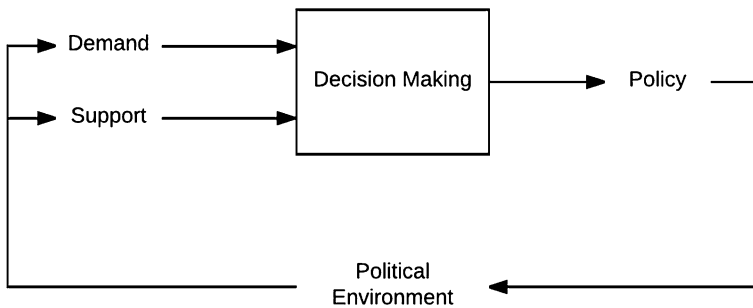 Demand
Decision Making
Policy
Support
Political
Environment